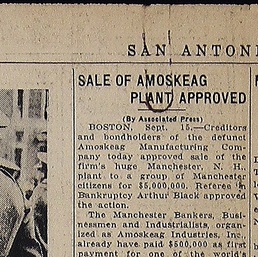 SAN ANTONI
SALE OF AMOSKEAG
PLANT APPROVED
(By Associated Press)
BOSTON, Sept. 15.—Creditors
and bondholders of the defunct
Amoskeag Manufacturing Com-
pany today approved sale of the
firm's huge Manchester, N. H.,
plant to a group of Manchester
citizens for $5,000,000. Referee in
Bankruptcy Arthur Black approved
the action.
The Manchester Bankers, Busi-
nessmen and Industrialists, organ-
ized as Amoskeag Industries, Inc.,
already have paid $500,000 as first
payment for one of the world's